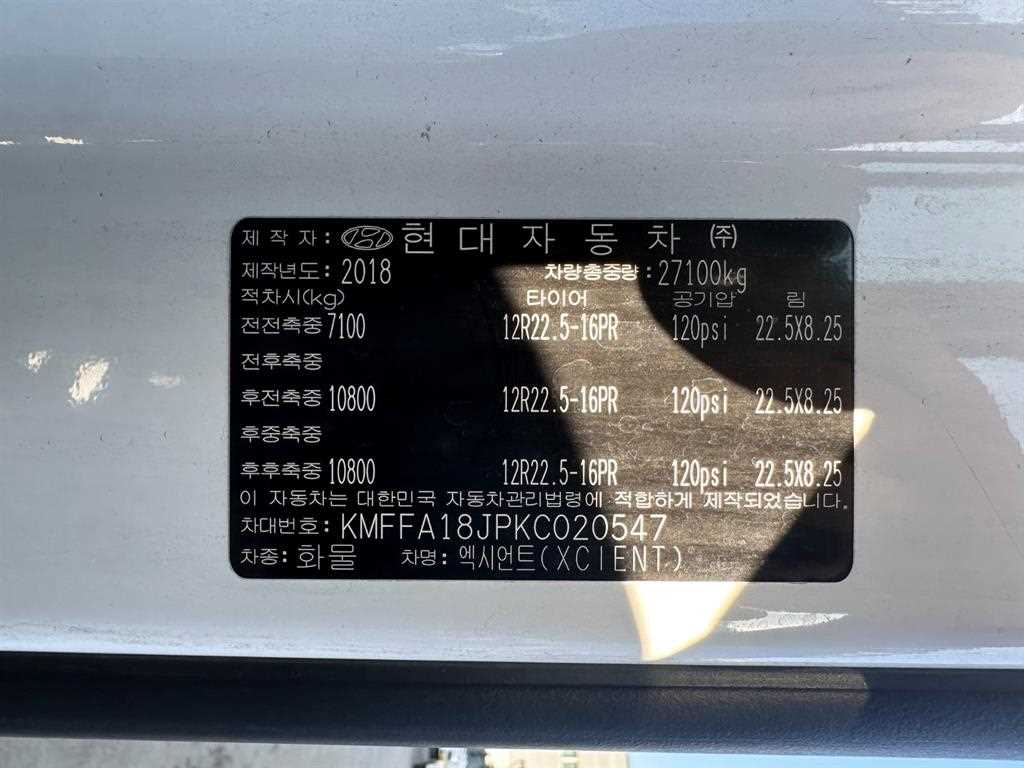 제작자: 현대자동차 ㈜
제작년도: 2018 차량총중량: 27100kg
적차시(kg) 타이어 공기압 림
전전축중 7100 12R22.5-16PR 120psi 22.5X8.25
전후축중
후전축중 10800 12R22.5-16PR 120psi 22.5X8.25
후중축중
후후축중 10800 12R22.5-16PR 120psi 22.5X8.25
이 자동차는 대한민국 자동차관리법령에 적합하게 제작되었습니다.
차대번호: KMFFA18JPKC020547
차종: 화물 차명: 엑시언트(XCIENT)